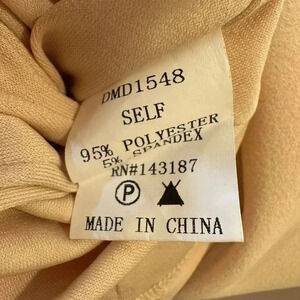 DMD1548
SELF
95% POLYESTER
5% SPANDEX
RN#143187
P
MADE IN CHINA